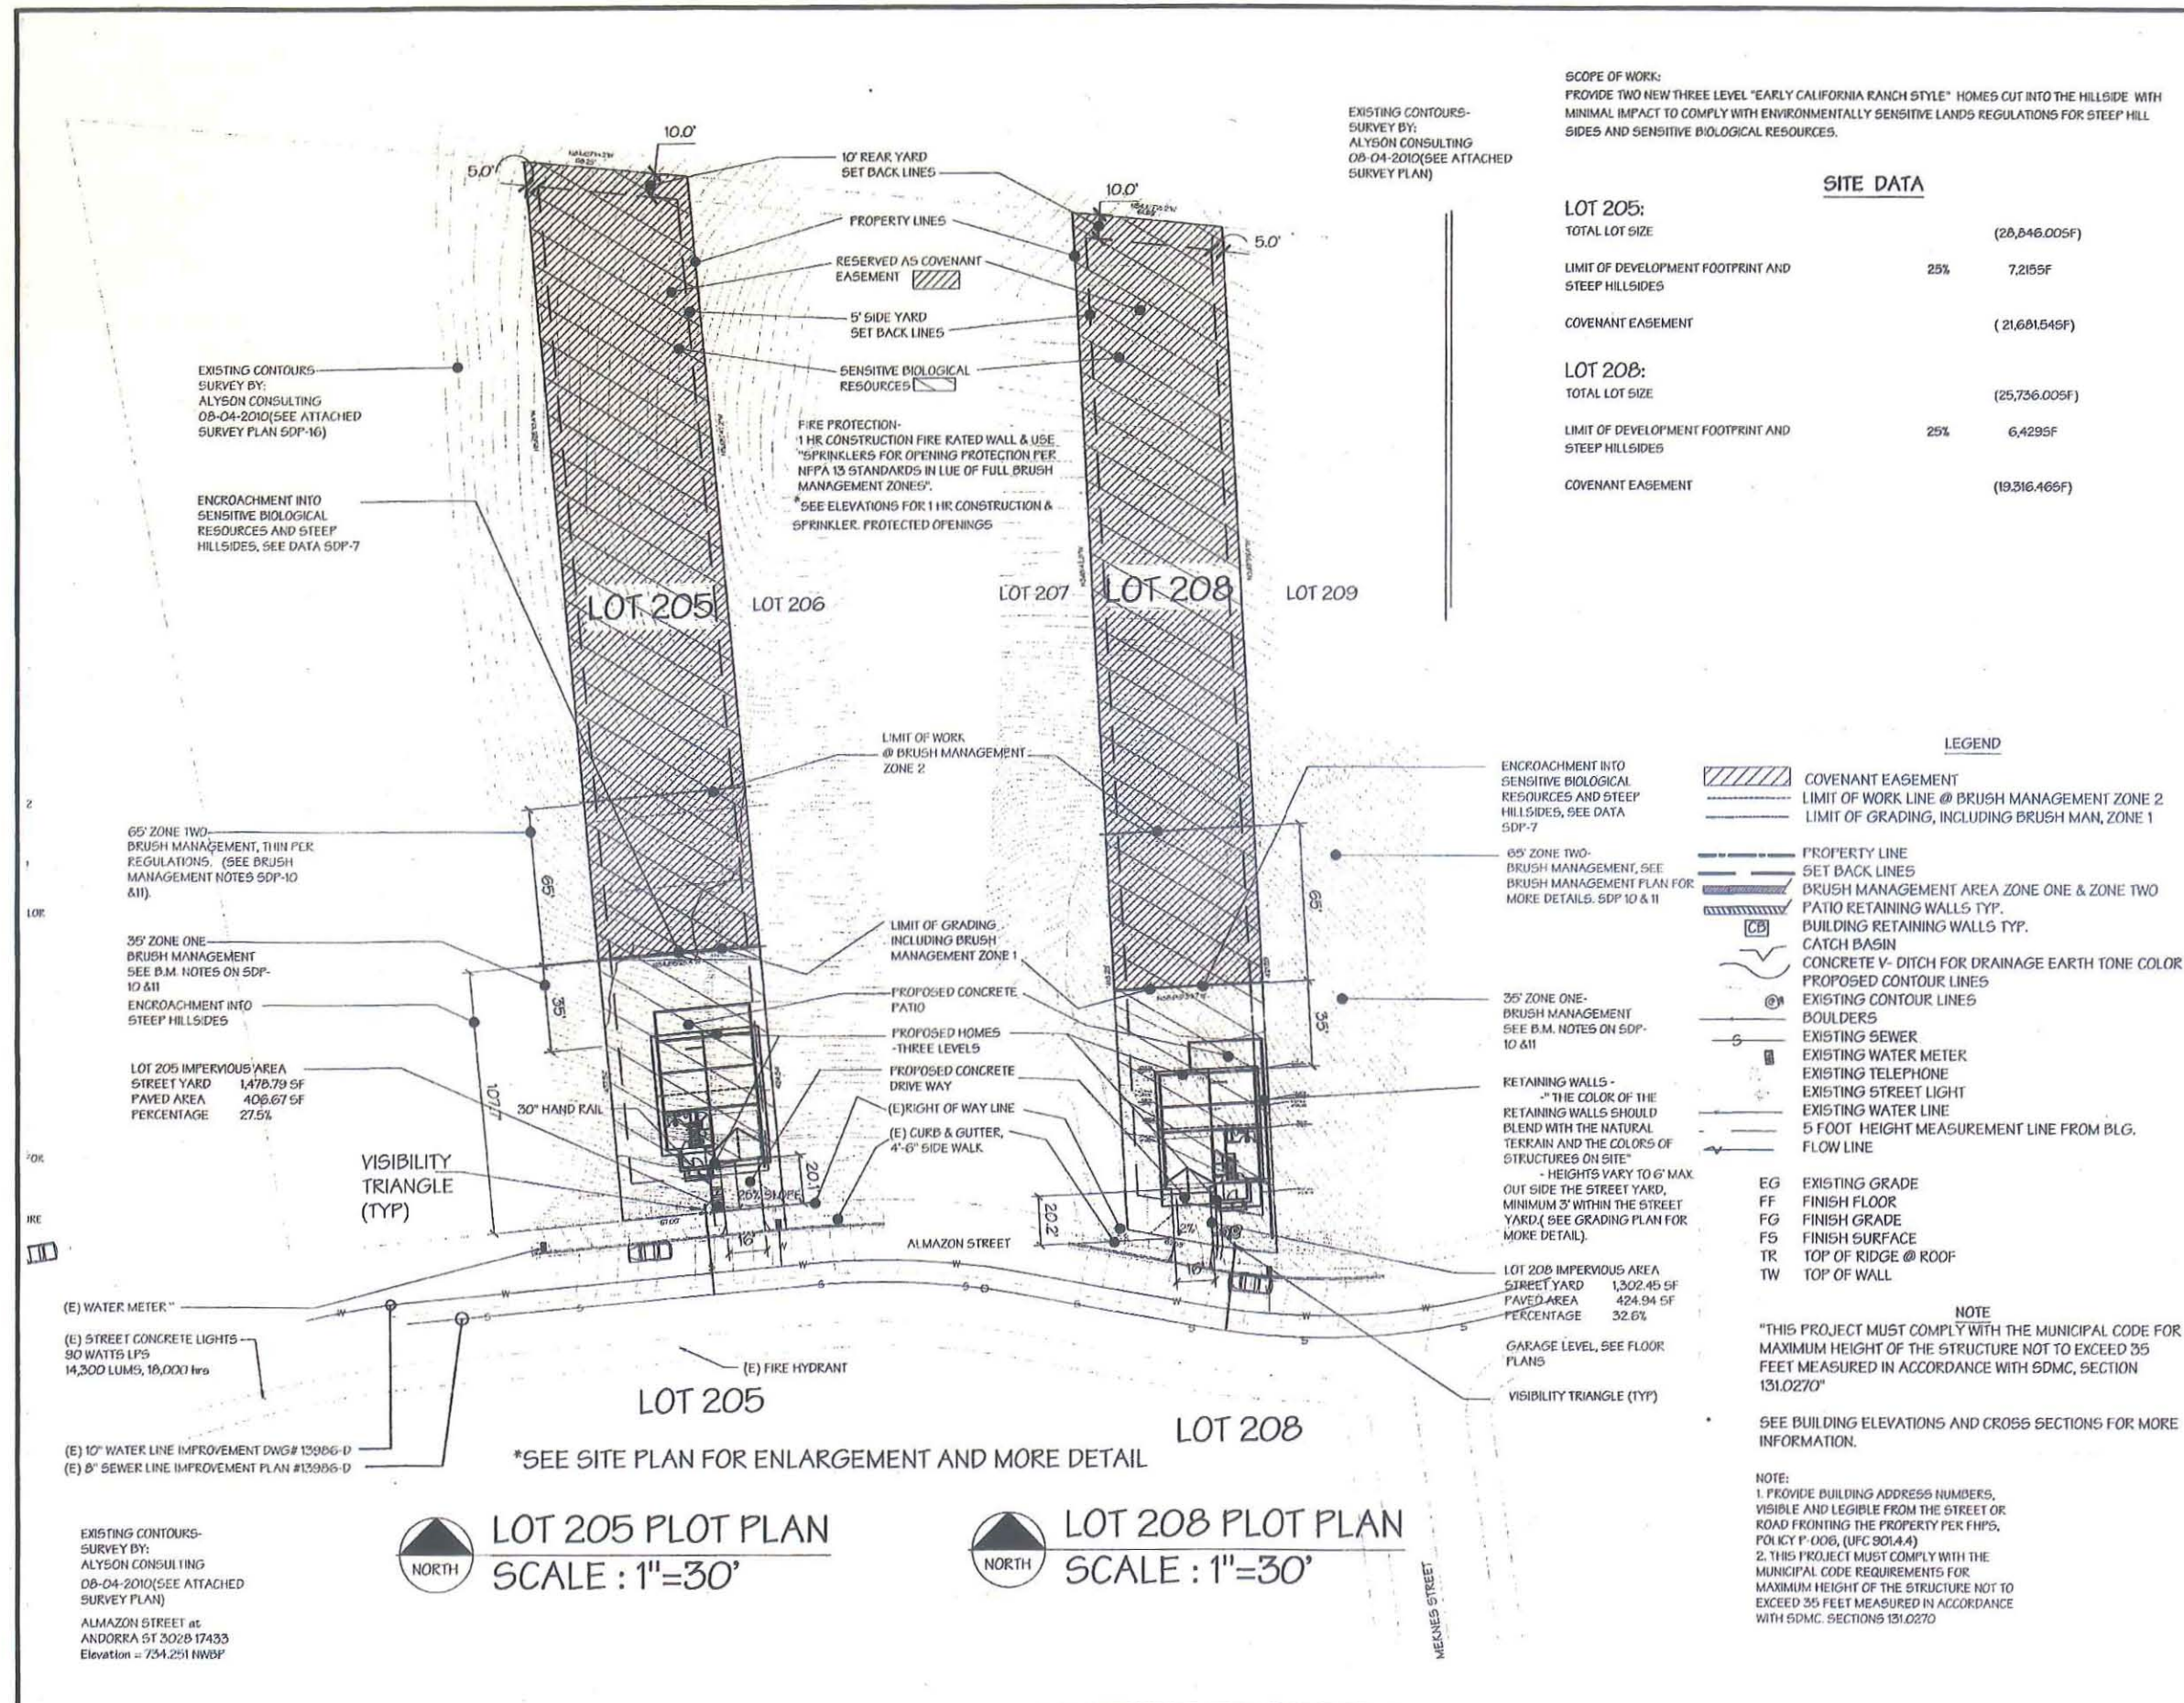 SCOPE OF WORK:
PROVIDE TWO NEW THREE LEVEL "EARLY CALIFORNIA RANCH STYLE" HOMES CUT INTO THE HILLSIDE WITH
MINIMAL IMPACT TO COMPLY WITH ENVIRONMENTALLY SENSITIVE LANDS REGULATIONS FOR STEEP HILL
SIDES AND SENSITIVE BIOLOGICAL RESOURCES.
SITE DATA
LOT 205:
TOTAL LOT SIZE (28,846.00SF)
LIMIT OF DEVELOPMENT FOOTPRINT AND 25% 7,215SF
STEEP HILLSIDES
COVENANT EASEMENT ( 21,681.54SF)
LOT 208:
TOTAL LOT SIZE (25,736.00SF)
LIMIT OF DEVELOPMENT FOOTPRINT AND 25% 6,429SF
STEEP HILLSIDES
COVENANT EASEMENT (19.316.46SF)
EXISTING CONTOURS-
SURVEY BY:
ALYSON CONSULTING
08-04-2010(SEE ATTACHED
SURVEY PLAN)
10.0'
5.0'
10.0'
5.0'
10' REAR YARD
SET BACK LINES
PROPERTY LINES
RESERVED AS COVENANT
EASEMENT
5' SIDE YARD
SET BACK LINES
SENSITIVE BIOLOGICAL
RESOURCES
FIRE PROTECTION-
1 HR CONSTRUCTION FIRE RATED WALL & USE
"SPRINKLERS FOR OPENING PROTECTION PER
NFPA 13 STANDARDS IN LUE OF FULL BRUSH
MANAGEMENT ZONES".
*SEE ELEVATIONS FOR 1 HR CONSTRUCTION &
SPRINKLER PROTECTED OPENINGS
EXISTING CONTOURS
SURVEY BY:
ALYSON CONSULTING
08-04-2010(SEE ATTACHED
SURVEY PLAN SDP-16)
ENCROACHMENT INTO
SENSITIVE BIOLOGICAL
RESOURCES AND STEEP
HILLSIDES, SEE DATA SDP-7
LOT 205
LOT 206
LOT 207
LOT 208
LOT 209
LIMIT OF WORK
@ BRUSH MANAGEMENT
ZONE 2
65' ZONE TWO
BRUSH MANAGEMENT, THIN PER
REGULATIONS. (SEE BRUSH
MANAGEMENT NOTES SDP-10
&11).
35' ZONE ONE
BRUSH MANAGEMENT
SEE B.M. NOTES ON SDP-
10 &11
ENCROACHMENT INTO
STEEP HILLSIDES
LOT 205 IMPERVIOUS AREA
STREET YARD 1,478.79 SF
PAVED AREA 406.67 SF
PERCENTAGE 27.5%
VISIBILITY
TRIANGLE
(TYP)
65'
35'
107.7'
30" HAND RAIL
26% SLOPE
20.1'
16'
LIMIT OF GRADING
INCLUDING BRUSH
MANAGEMENT ZONE 1
PROPOSED CONCRETE
PATIO
PROPOSED HOMES
-THREE LEVELS
PROPOSED CONCRETE
DRIVE WAY
(E)RIGHT OF WAY LINE
(E) CURB & GUTTER,
4'-6" SIDE WALK
ALMAZON STREET
65'
35'
20.2'
16'
ENCROACHMENT INTO
SENSITIVE BIOLOGICAL
RESOURCES AND STEEP
HILLSIDES, SEE DATA
SDP-7
65' ZONE TWO-
BRUSH MANAGEMENT, SEE
BRUSH MANAGEMENT PLAN FOR
MORE DETAILS. SDP 10 & 11
35' ZONE ONE-
BRUSH MANAGEMENT
SEE B.M. NOTES ON SDP-
10 &11
RETAINING WALLS -
-" THE COLOR OF THE
RETAINING WALLS SHOULD
BLEND WITH THE NATURAL
TERRAIN AND THE COLORS OF
STRUCTURES ON SITE"
- HEIGHTS VARY TO 6' MAX
OUT SIDE THE STREET YARD,
MINIMUM 3' WITHIN THE STREET
YARD.( SEE GRADING PLAN FOR
MORE DETAIL).
LOT 208 IMPERVIOUS AREA
STREET YARD 1,302.45 SF
PAVED AREA 424.94 SF
PERCENTAGE 32.6%
GARAGE LEVEL, SEE FLOOR
PLANS
VISIBILITY TRIANGLE (TYP)
LEGEND
COVENANT EASEMENT
LIMIT OF WORK LINE @ BRUSH MANAGEMENT ZONE 2
LIMIT OF GRADING, INCLUDING BRUSH MAN, ZONE 1
PROPERTY LINE
SET BACK LINES
BRUSH MANAGEMENT AREA ZONE ONE & ZONE TWO
PATIO RETAINING WALLS TYP.
CB BUILDING RETAINING WALLS TYP.
CATCH BASIN
CONCRETE V- DITCH FOR DRAINAGE EARTH TONE COLOR
PROPOSED CONTOUR LINES
EXISTING CONTOUR LINES
BOULDERS
S EXISTING SEWER
EXISTING WATER METER
EXISTING TELEPHONE
EXISTING STREET LIGHT
EXISTING WATER LINE
5 FOOT HEIGHT MEASUREMENT LINE FROM BLG.
FLOW LINE
EG EXISTING GRADE
FF FINISH FLOOR
FG FINISH GRADE
FS FINISH SURFACE
TR TOP OF RIDGE @ ROOF
TW TOP OF WALL
NOTE
"THIS PROJECT MUST COMPLY WITH THE MUNICIPAL CODE FOR
MAXIMUM HEIGHT OF THE STRUCTURE NOT TO EXCEED 35
FEET MEASURED IN ACCORDANCE WITH SDMC, SECTION
131.0270"
SEE BUILDING ELEVATIONS AND CROSS SECTIONS FOR MORE
INFORMATION.
NOTE:
1. PROVIDE BUILDING ADDRESS NUMBERS,
VISIBLE AND LEGIBLE FROM THE STREET OR
ROAD FRONTING THE PROPERTY PER FHPS,
POLICY P-006, (UFC 901.4.4)
2. THIS PROJECT MUST COMPLY WITH THE
MUNICIPAL CODE REQUIREMENTS FOR
MAXIMUM HEIGHT OF THE STRUCTURE NOT TO
EXCEED 35 FEET MEASURED IN ACCORDANCE
WITH SDMC. SECTIONS 131.0270
(E) WATER METER"
(E) STREET CONCRETE LIGHTS
90 WATTS LPS
14,300 LUMS, 18,000 hrs
(E) FIRE HYDRANT
(E) 10" WATER LINE IMPROVEMENT DWG# 13986-D
(E) 8" SEWER LINE IMPROVEMENT PLAN #13986-D
LOT 205
LOT 208
*SEE SITE PLAN FOR ENLARGEMENT AND MORE DETAIL
NORTH
LOT 205 PLOT PLAN
SCALE : 1"=30'
NORTH
LOT 208 PLOT PLAN
SCALE : 1"=30'
MEKNES STREET
EXISTING CONTOURS-
SURVEY BY:
ALYSON CONSULTING
08-04-2010(SEE ATTACHED
SURVEY PLAN)
ALMAZON STREET at
ANDORRA ST 3028 17433
Elevation = 734.251 NWBP